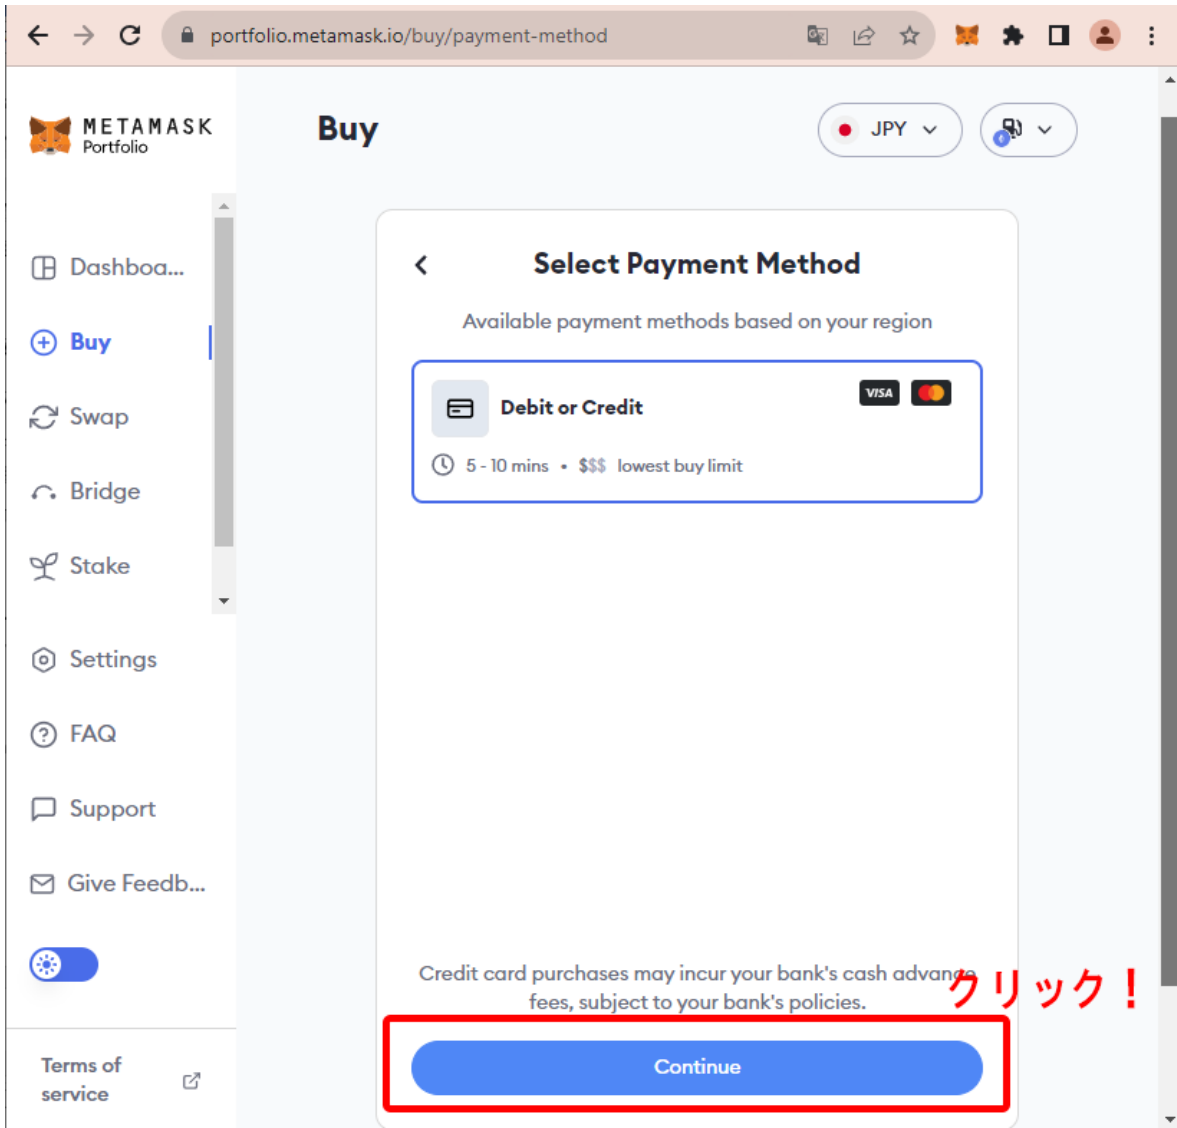 portfolio.metamask.io/buy/payment-method
METAMASK
Portfolio
Buy
JPY
Dashboa...
Buy
Swap
Bridge
Stake
Settings
FAQ
Support
Give Feedb...
Terms of
service
Select Payment Method
Available payment methods based on your region
Debit or Credit
VISA
5 - 10 mins • $$$ lowest buy limit
Credit card purchases may incur your bank's cash advance
fees, subject to your bank's policies.
クリック！
Continue